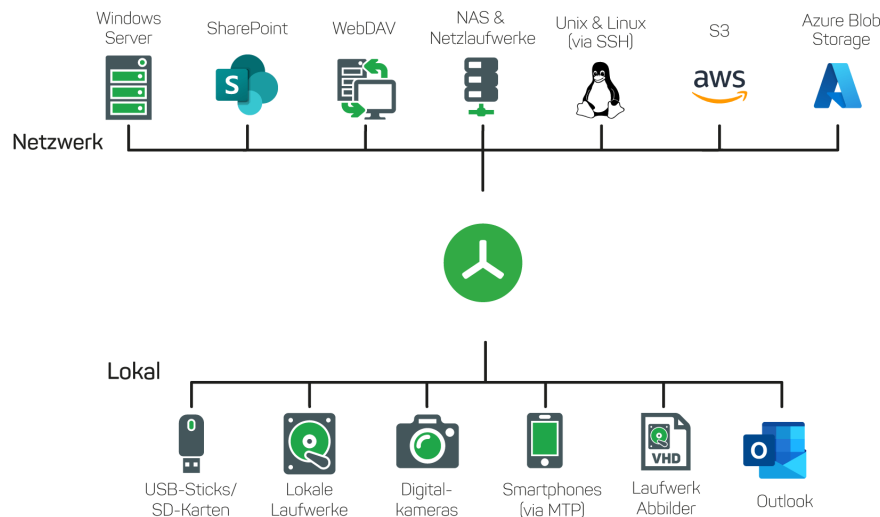 Windows
Server
SharePoint
WebDAV
NAS &
Netzlaufwerke
Unix & Linux
(via SSH)
S3
Azure Blob
Storage
S
aws
Netzwerk
Lokal
VHD
O
USB-Sticks/
SD-Karten
Lokale
Laufwerke
Digital-
kameras
Smartphones
(via MTP)
Laufwerk
Abbilder
Outlook